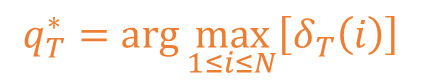 q*_T = arg max_{1≤i≤N} [δ_T(i)]